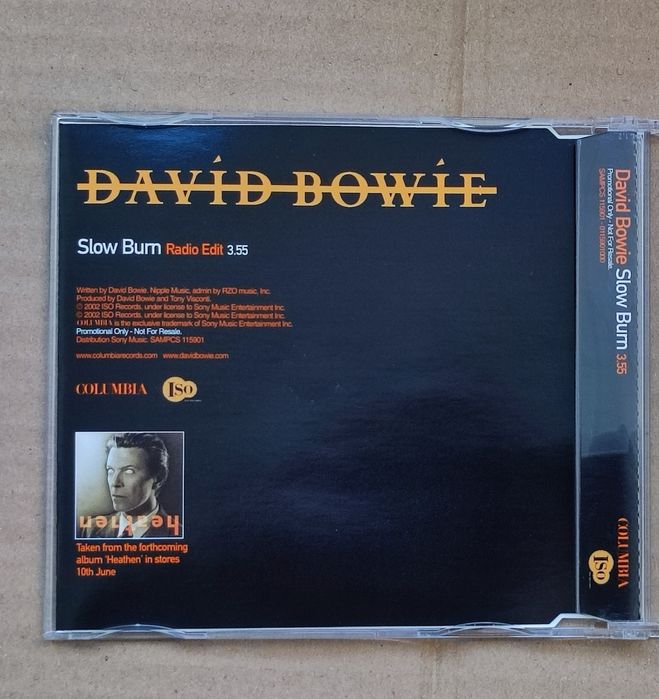 DAVID BOWIE
Slow Burn Radio Edit 3.55
Written by David Bowie. Nipple Music, admin by RZO music, Inc.
Produced by David Bowie and Tony Visconti.
℗ 2002 ISO Records, under license to Sony Music Entertainment Inc.
© 2002 ISO Records, under license to Sony Music Entertainment Inc.
COLUMBIA is the exclusive trademark of Sony Music Entertainment Inc.
Promotional Only - Not For Resale.
Distribution Sony Music. SAMPCS 115901
www.columbiarecords.com www.davidbowie.com
COLUMBIA ISO
heathen
Taken from the forthcoming
album 'Heathen' in stores
10th June
David Bowie Slow Burn 3.55
Promotional Only - Not For Resale.
SAMPCS 115901
COLUMBIA ISO